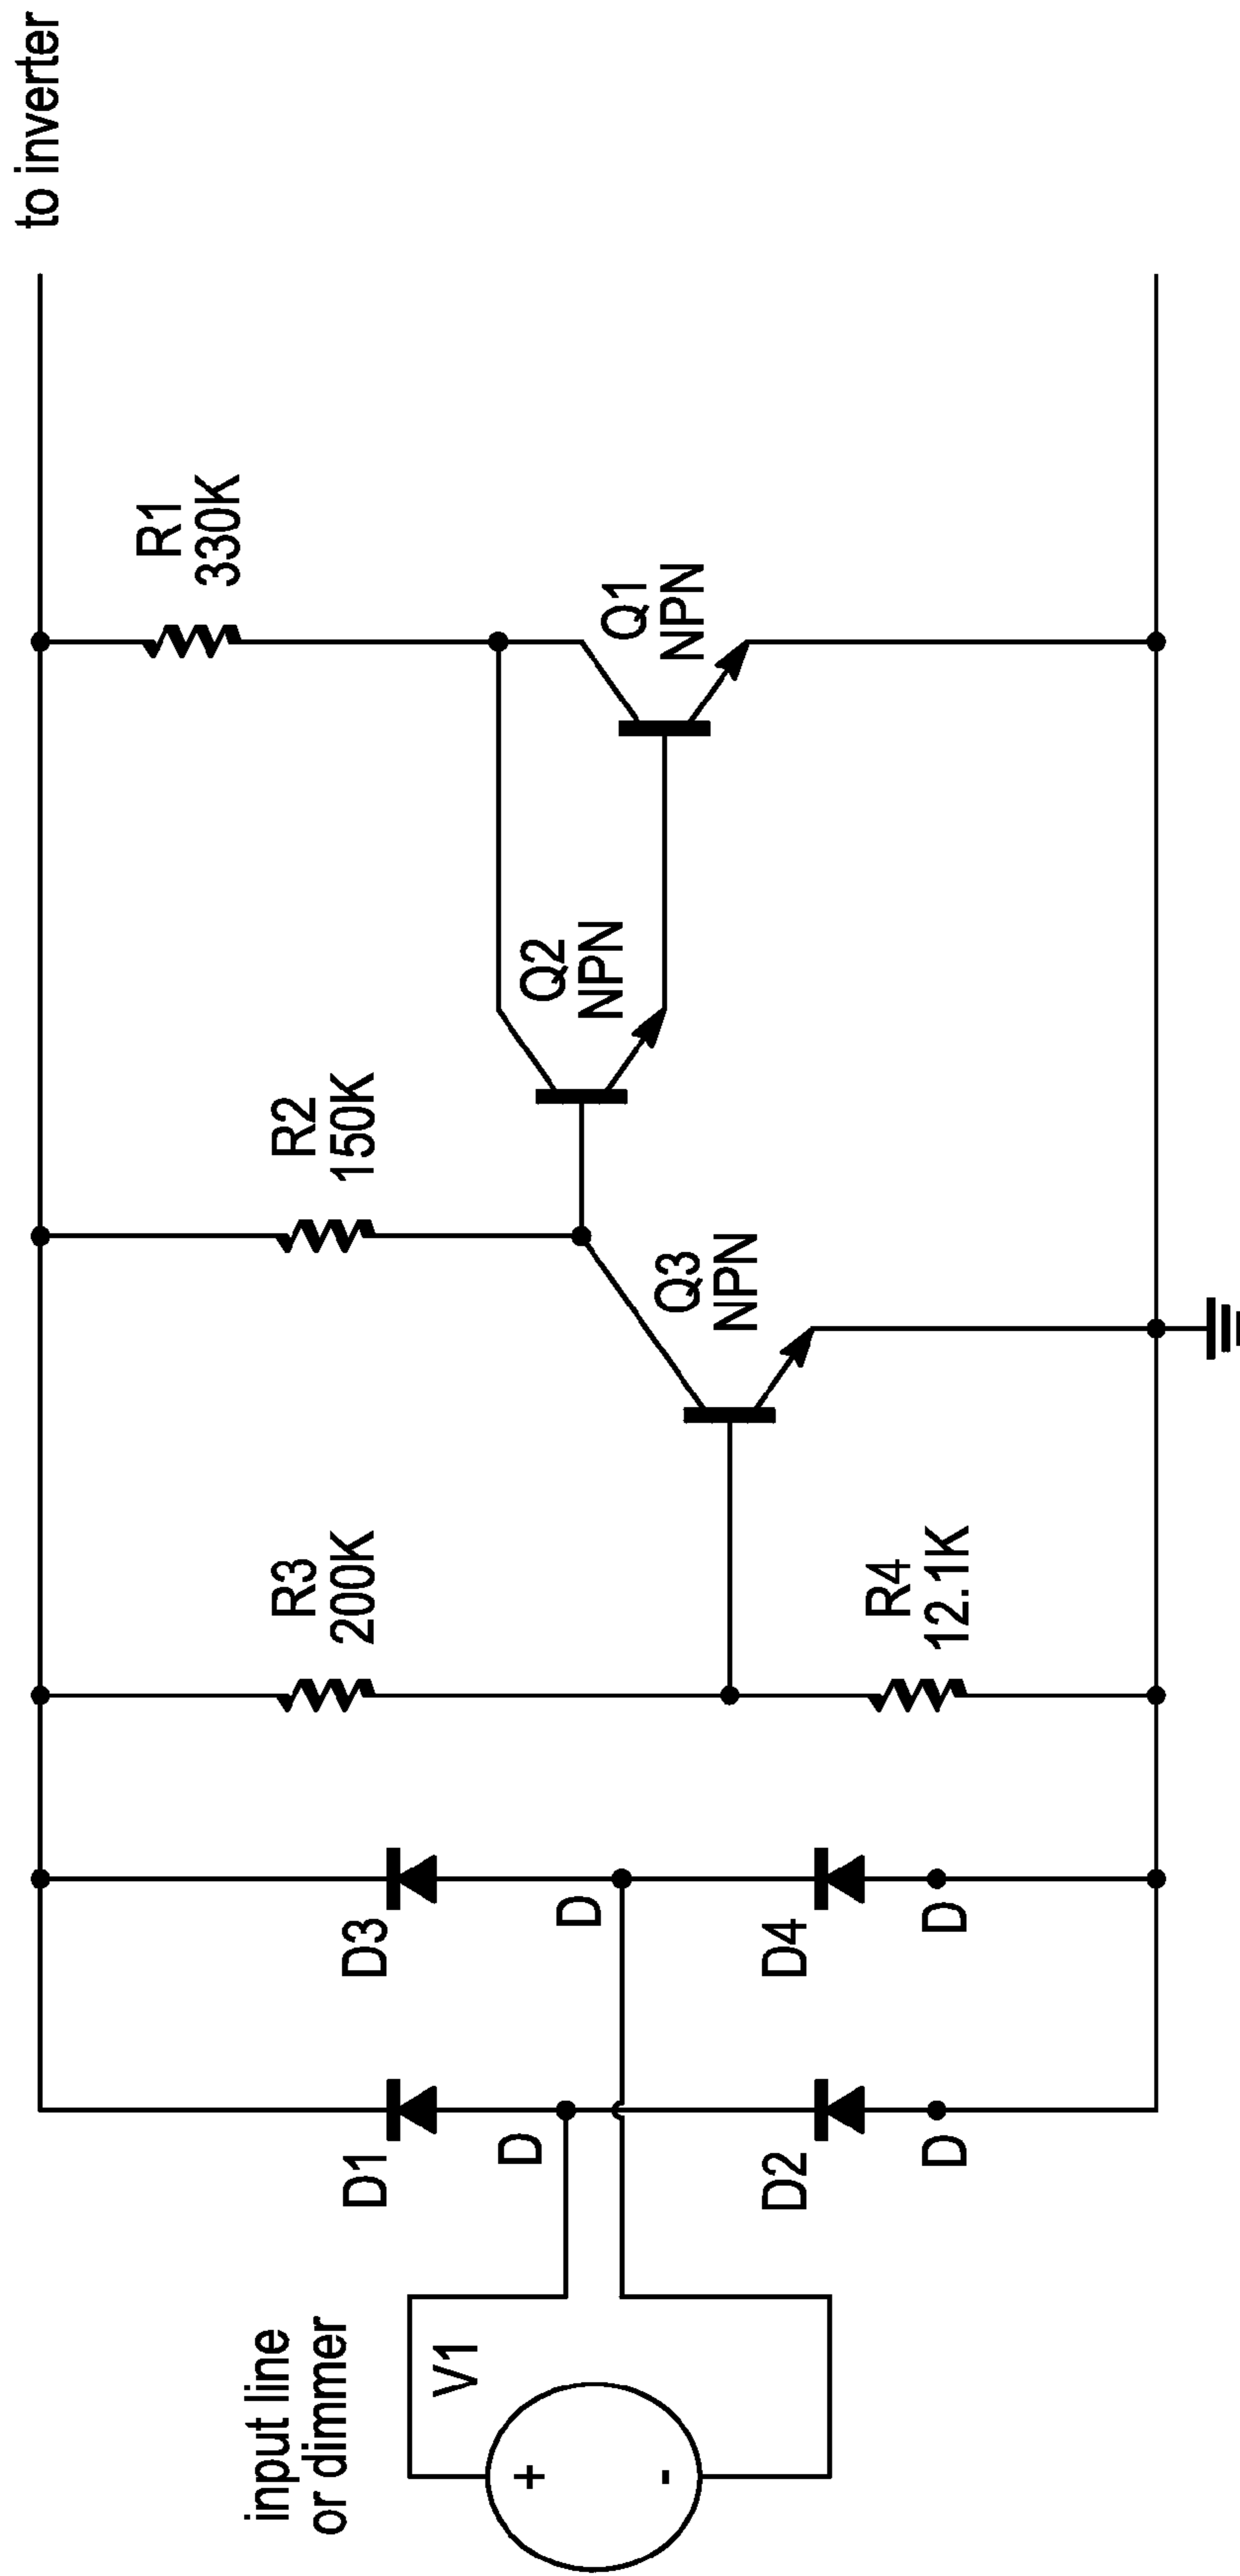 input line
or dimmer
V1
+
-
D1
D
D2
D
D3
D
D4
D
R3
200K
R4
12.1K
Q3
NPN
R2
150K
Q2
NPN
Q1
NPN
R1
330K
to inverter